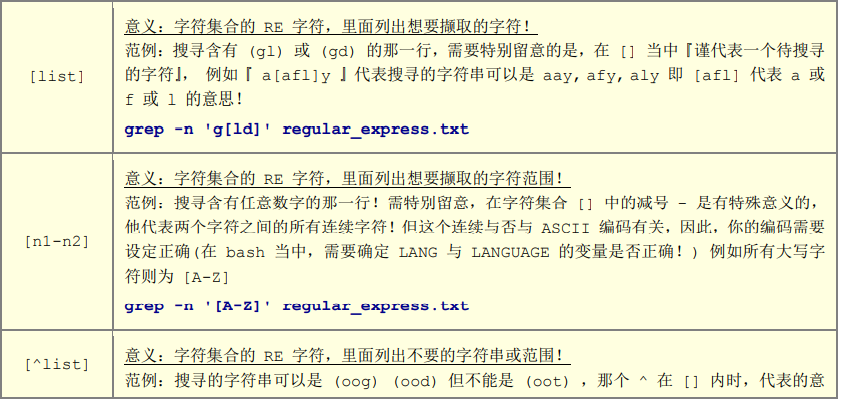 [list]
意义：字符集合的 RE 字符，里面列出想要撷取的字符！
范例：搜寻含有 (gl) 或 (gd) 的那一行，需要特别留意的是，在 [] 当中『谨代表一个待搜寻
的字符』， 例如『 a[afl]y 』代表搜寻的字符串可以是 aay, afy, aly 即 [afl] 代表 a 或
f 或 l 的意思！
grep -n 'g[ld]' regular_express.txt
[n1-n2]
意义：字符集合的 RE 字符，里面列出想要撷取的字符范围！
范例：搜寻含有任意数字的那一行！需特别留意，在字符集合 [] 中的减号 - 是有特殊意义的，
他代表两个字符之间的所有连续字符！但这个连续与否与 ASCII 编码有关，因此，你的编码需要
设定正确(在 bash 当中，需要确定 LANG 与 LANGUAGE 的变量是否正确！) 例如所有大写字
符则为 [A-Z]
grep -n '[A-Z]' regular_express.txt
[^list]
意义：字符集合的 RE 字符，里面列出不要的字符串或范围！
范例：搜寻的字符串可以是 (oog) (ood) 但不能是 (oot) ，那个 ^ 在 [] 内时，代表的意